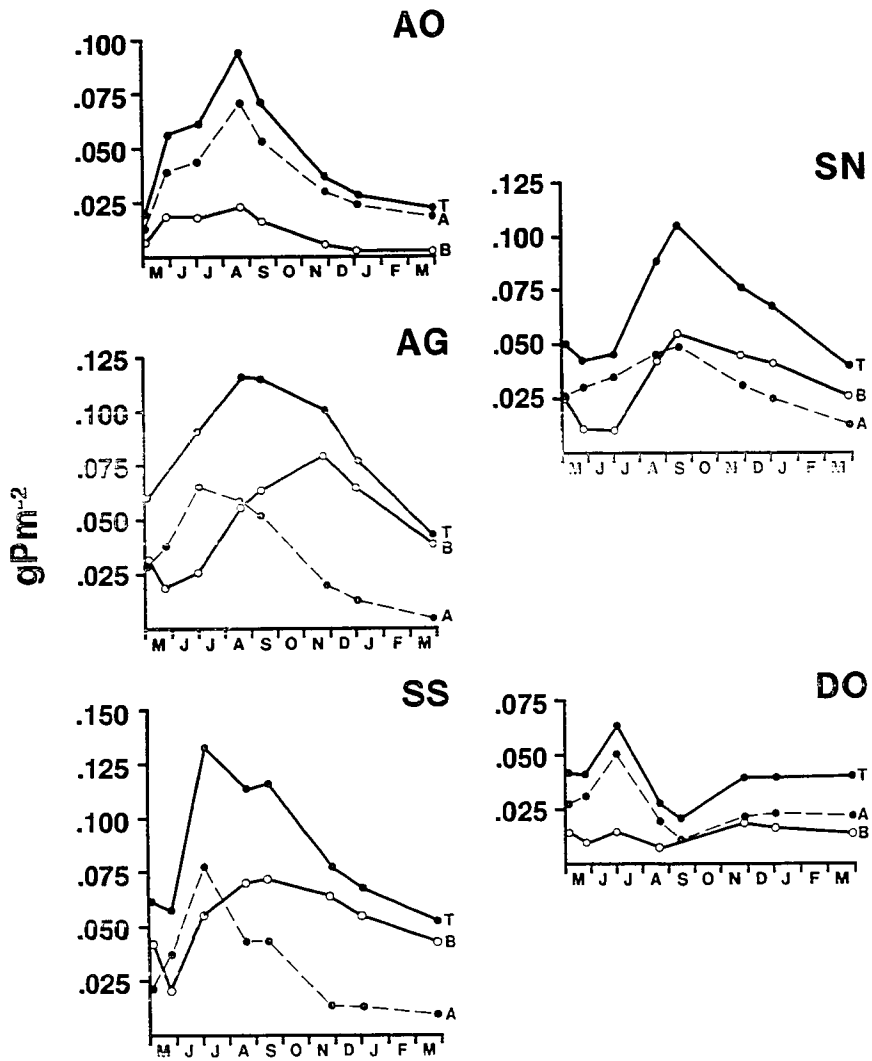 AO
.100
.075
.050
.025
T
A
B
M J J A S O N D J F M
SN
.125
.100
.075
.050
.025
T
B
A
M J J A S O N D J F M
AG
.125
.100
.075
.050
.025
T
B
A
M J J A S O N D J F M
gPm-2
SS
.150
.125
.100
.075
.050
.025
T
B
A
M J J A S O N D J F M
DO
.075
.050
.025
T
A
B
M J J A S O N D J F M